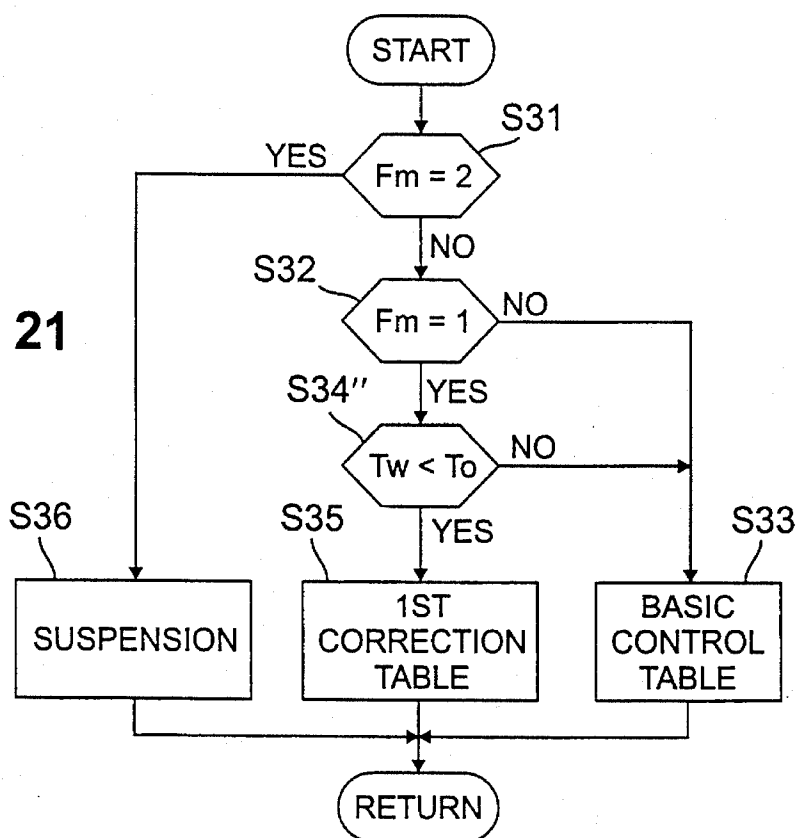 START
S31
YES
Fm = 2
NO
S32
Fm = 1
NO
21
YES
S34''
Tw < To
NO
YES
S36
S35
S33
SUSPENSION
1ST
CORRECTION
TABLE
BASIC
CONTROL
TABLE
RETURN